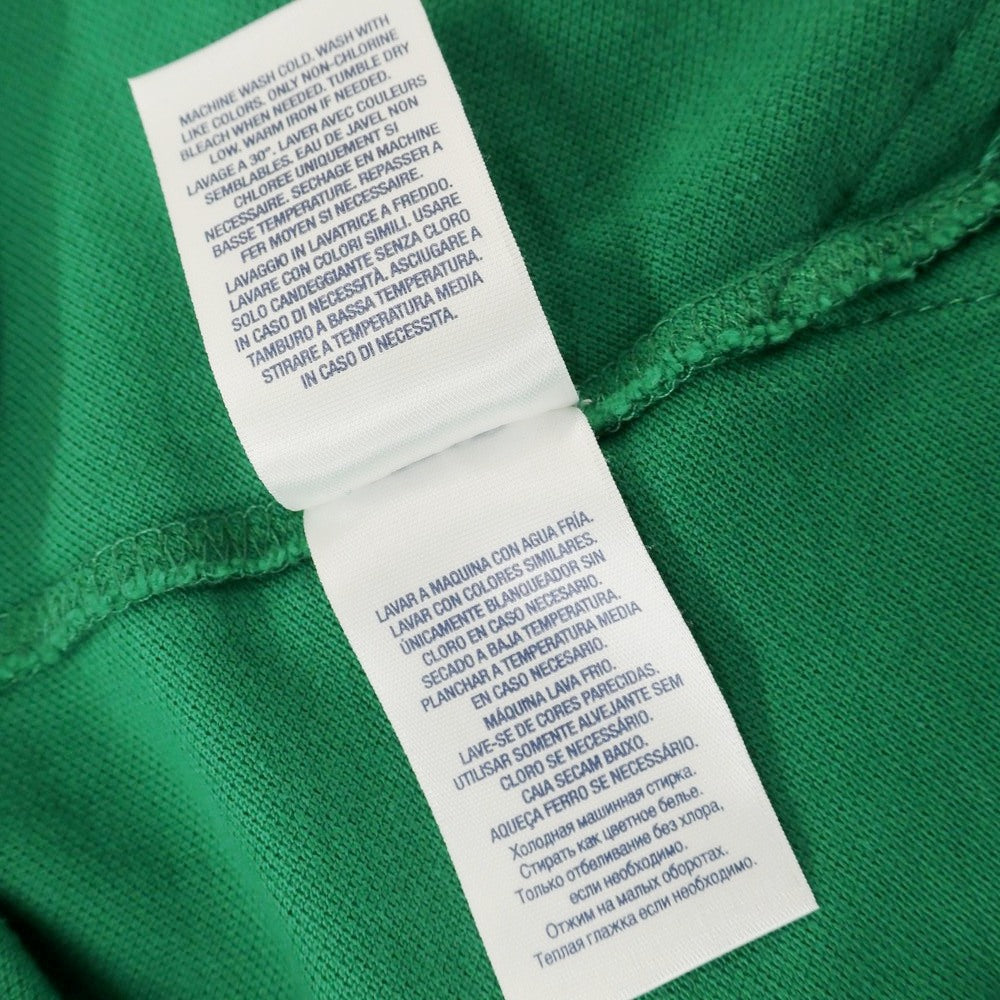 MACHINE WASH COLD. WASH WITH
LIKE COLORS. ONLY NON-CHLORINE
BLEACH WHEN NEEDED. TUMBLE DRY
LOW. WARM IRON IF NEEDED.
LAVAGE A 30°. LAVER AVEC COULEURS
SEMBLABLES. EAU DE JAVEL NON
CHLOREE UNIQUEMENT SI
NECESSAIRE. SECHAGE EN MACHINE
BASSE TEMPERATURE. REPASSER A
FER MOYEN SI NECESSAIRE.
LAVAGGIO IN LAVATRICE A FREDDO.
LAVARE CON COLORI SIMILI. USARE
SOLO CANDEGGIANTE SENZA CLORO
IN CASO DI NECESSITÀ. ASCIUGARE A
TAMBURO A BASSA TEMPERATURA.
STIRARE A TEMPERATURA MEDIA
IN CASO DI NECESSITA.
LAVAR A MAQUINA CON AGUA FRÍA.
LAVAR CON COLORES SIMILARES.
ÚNICAMENTE BLANQUEADOR SIN
CLORO EN CASO NECESARIO.
SECADO A BAJA TEMPERATURA.
PLANCHAR A TEMPERATURA MEDIA
EN CASO NECESARIO.
MÁQUINA LAVA FRIO.
LAVE-SE DE CORES PARECIDAS.
UTILISAR SOMENTE ALVEJANTE SEM
CLORO SE NECESSÁRIO.
CAIA SECAM BAIXO.
AQUEÇA FERRO SE NECESSÁRIO.
Холодная машинная стирка.
Стирать как цветное белье.
Только отбеливание без хлора,
если необходимо.
Отжим на малых оборотах.
Теплая глажка если необходимо.